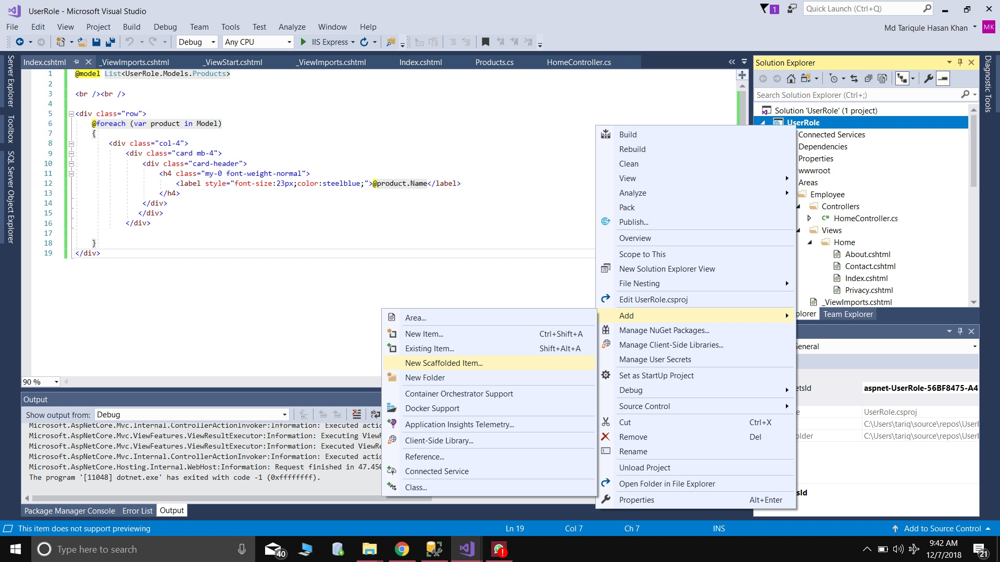 UserRole - Microsoft Visual Studio
1
Quick Launch (Ctrl+Q)
File Edit View Project Build Debug Team Tools Test Analyze Window Help
Md Tariqule Hasan Khan
MK
Debug
Any CPU
IIS Express
Server Explorer
Toolbox
SQL Server Object Explorer
Index.cshtml
_ViewImports.cshtml
_ViewStart.cshtml
_ViewImports.cshtml
Index.cshtml
Products.cs
HomeController.cs
1 @model List<UserRole.Models.Products>
2
3 <br /><br />
4
5 <div class="row">
6 @foreach (var product in Model)
7 {
8 <div class="col-4">
9 <div class="card mb-4">
10 <div class="card-header">
11 <h4 class="my-0 font-weight-normal">
12 <label style="font-size:23px;color:steelblue;">@product.Name</label>
13 </h4>
14 </div>
15 </div>
16 </div>
17
18 }
19 </div>
90 %
Build
Rebuild
Clean
View
Analyze
Pack
Publish...
Overview
Scope to This
New Solution Explorer View
File Nesting
Edit UserRole.csproj
Add
Manage NuGet Packages...
Manage Client-Side Libraries...
Manage User Secrets
Set as StartUp Project
Debug
Source Control
Cut Ctrl+X
Remove Del
Rename
Unload Project
Open Folder in File Explorer
Properties Alt+Enter
Area...
New Item... Ctrl+Shift+A
Existing Item... Shift+Alt+A
New Scaffolded Item...
New Folder
Container Orchestrator Support
Docker Support
Application Insights Telemetry...
Client-Side Library...
Reference...
Connected Service
Class...
Solution Explorer
Search Solution Explorer (Ctrl+;)
Solution 'UserRole' (1 project)
UserRole
Connected Services
Dependencies
Properties
wwwroot
Areas
Employee
Controllers
C# HomeController.cs
Views
Home
About.cshtml
Contact.cshtml
Index.cshtml
Privacy.cshtml
_ViewImports.cshtml
plorer
Team Explorer
Diagnostic Tools
General
etsId aspnet-UserRole-56BF8475-A4
e UserRole.csproj
C:\Users\tariq\source\repos\UserI
older C:\Users\tariq\source\repos\UserI
sId
Output
Show output from: Debug
Microsoft.AspNetCore.Mvc.Internal.ControllerActionInvoker:Information: Executed actio
Microsoft.AspNetCore.Mvc.ViewFeatures.ViewResultExecutor:Information: Executing ViewR
Microsoft.AspNetCore.Mvc.ViewFeatures.ViewResultExecutor:Information: Executed ViewRe
Microsoft.AspNetCore.Mvc.Internal.ControllerActionInvoker:Information: Executed actio
Microsoft.AspNetCore.Hosting.Internal.WebHost:Information: Request finished in 47.450
The program '[11048] dotnet.exe' has exited with code -1 (0xffffffff).
Package Manager Console
Error List
Output
This item does not support previewing
Ln 19
Col 7
Ch 7
INS
Add to Source Control
Type here to search
40
9:42 AM
12/7/2018
21